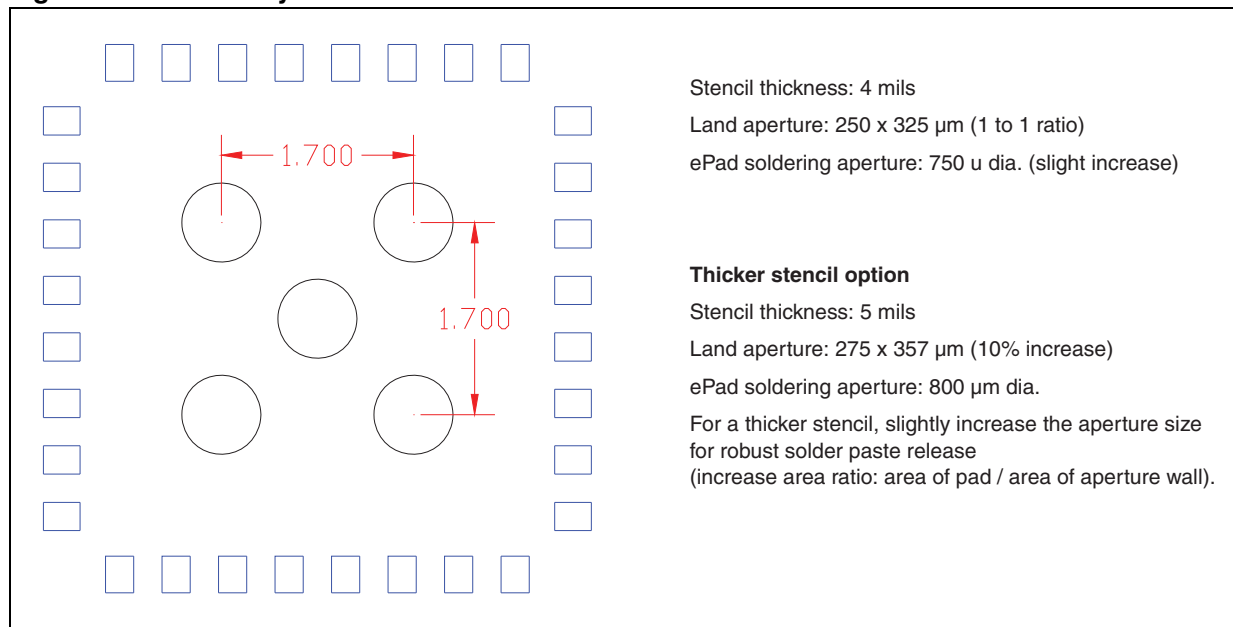 1.700
1.700
Stencil thickness: 4 mils
Land aperture: 250 x 325 µm (1 to 1 ratio)
ePad soldering aperture: 750 u dia. (slight increase)
Thicker stencil option
Stencil thickness: 5 mils
Land aperture: 275 x 357 µm (10% increase)
ePad soldering aperture: 800 µm dia.
For a thicker stencil, slightly increase the aperture size
for robust solder paste release
(increase area ratio: area of pad / area of aperture wall).